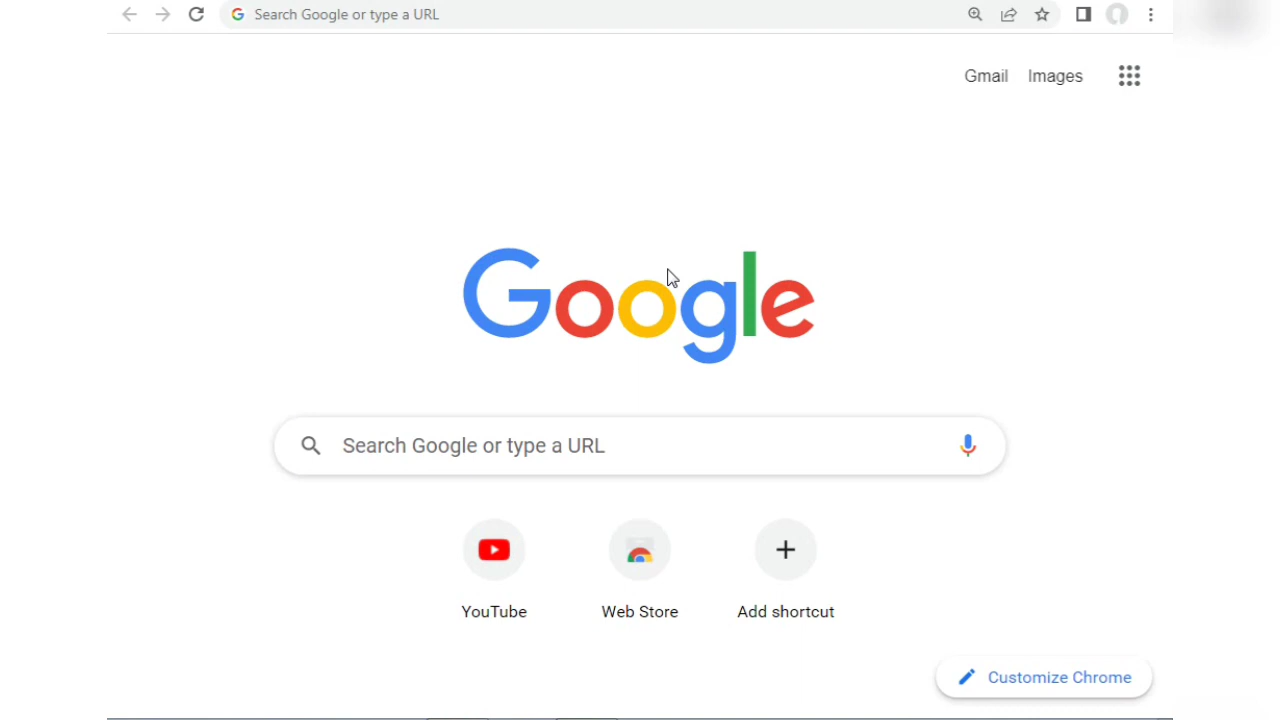 Search Google or type a URL
Gmail Images
Google
Search Google or type a URL
YouTube Web Store Add shortcut
Customize Chrome